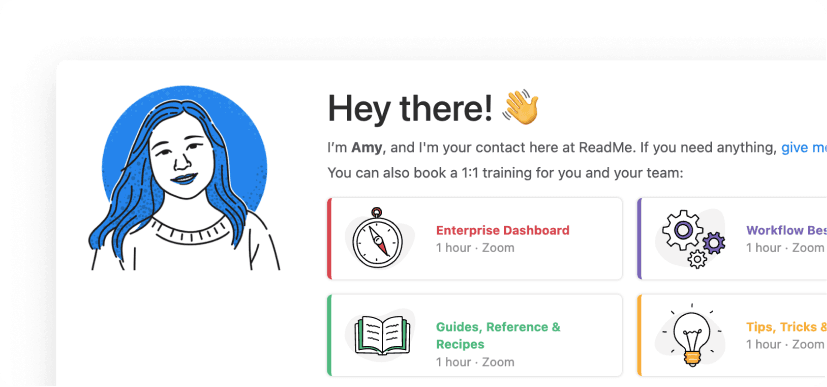 Hey there! 👋
I'm Amy, and I'm your contact here at ReadMe. If you need anything, give
You can also book a 1:1 training for you and your team:
Enterprise Dashboard
1 hour · Zoom
Workflow
1 hour · Zoom
Guides, Reference &
Recipes
1 hour · Zoom
Tips, Tricks &
1 hour · Zoom